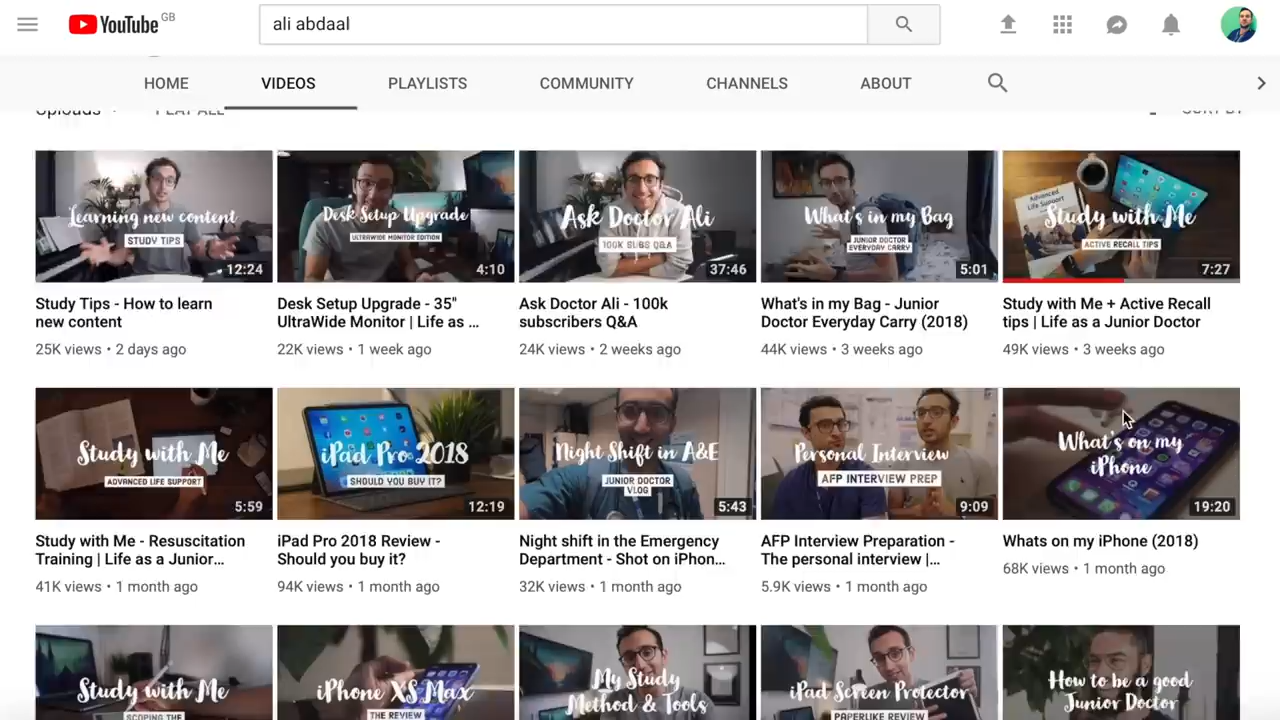 YouTube GB
ali abdaal
HOME VIDEOS PLAYLISTS COMMUNITY CHANNELS ABOUT
Uploads PLAY ALL SORT BY
Learning new content
STUDY TIPS
12:24
Desk Setup Upgrade
ULTRAWIDE MONITOR EDITION
4:10
Ask Doctor Ali
100K SUBS Q&A
37:46
What's in my Bag
JUNIOR DOCTOR
EVERYDAY CARRY
5:01
Advanced
Life Support
Study with Me
ACTIVE RECALL TIPS
7:27
Study Tips - How to learn
new content
25K views • 2 days ago
Desk Setup Upgrade - 35"
UltraWide Monitor | Life as ...
22K views • 1 week ago
Ask Doctor Ali - 100k
subscribers Q&A
24K views • 2 weeks ago
What's in my Bag - Junior
Doctor Everyday Carry (2018)
44K views • 3 weeks ago
Study with Me + Active Recall
tips | Life as a Junior Doctor
49K views • 3 weeks ago
Study with Me
ADVANCED LIFE SUPPORT
5:59
iPad Pro 2018
SHOULD YOU BUY IT?
12:19
Night Shift in A&E
JUNIOR DOCTOR
VLOG
5:43
Personal Interview
AFP INTERVIEW PREP
9:09
What's on my
iPhone
19:20
Study with Me - Resuscitation
Training | Life as a Junior...
41K views • 1 month ago
iPad Pro 2018 Review -
Should you buy it?
94K views • 1 month ago
Night shift in the Emergency
Department - Shot on iPhon...
32K views • 1 month ago
AFP Interview Preparation -
The personal interview |...
5.9K views • 1 month ago
Whats on my iPhone (2018)
68K views • 1 month ago
Study with Me
SCOPING THE
iPhone XS Max
THE REVIEW
My Study
Method & Tools
iPad Screen Protector
PAPERLIKE REVIEW
How to be a good
Junior Doctor